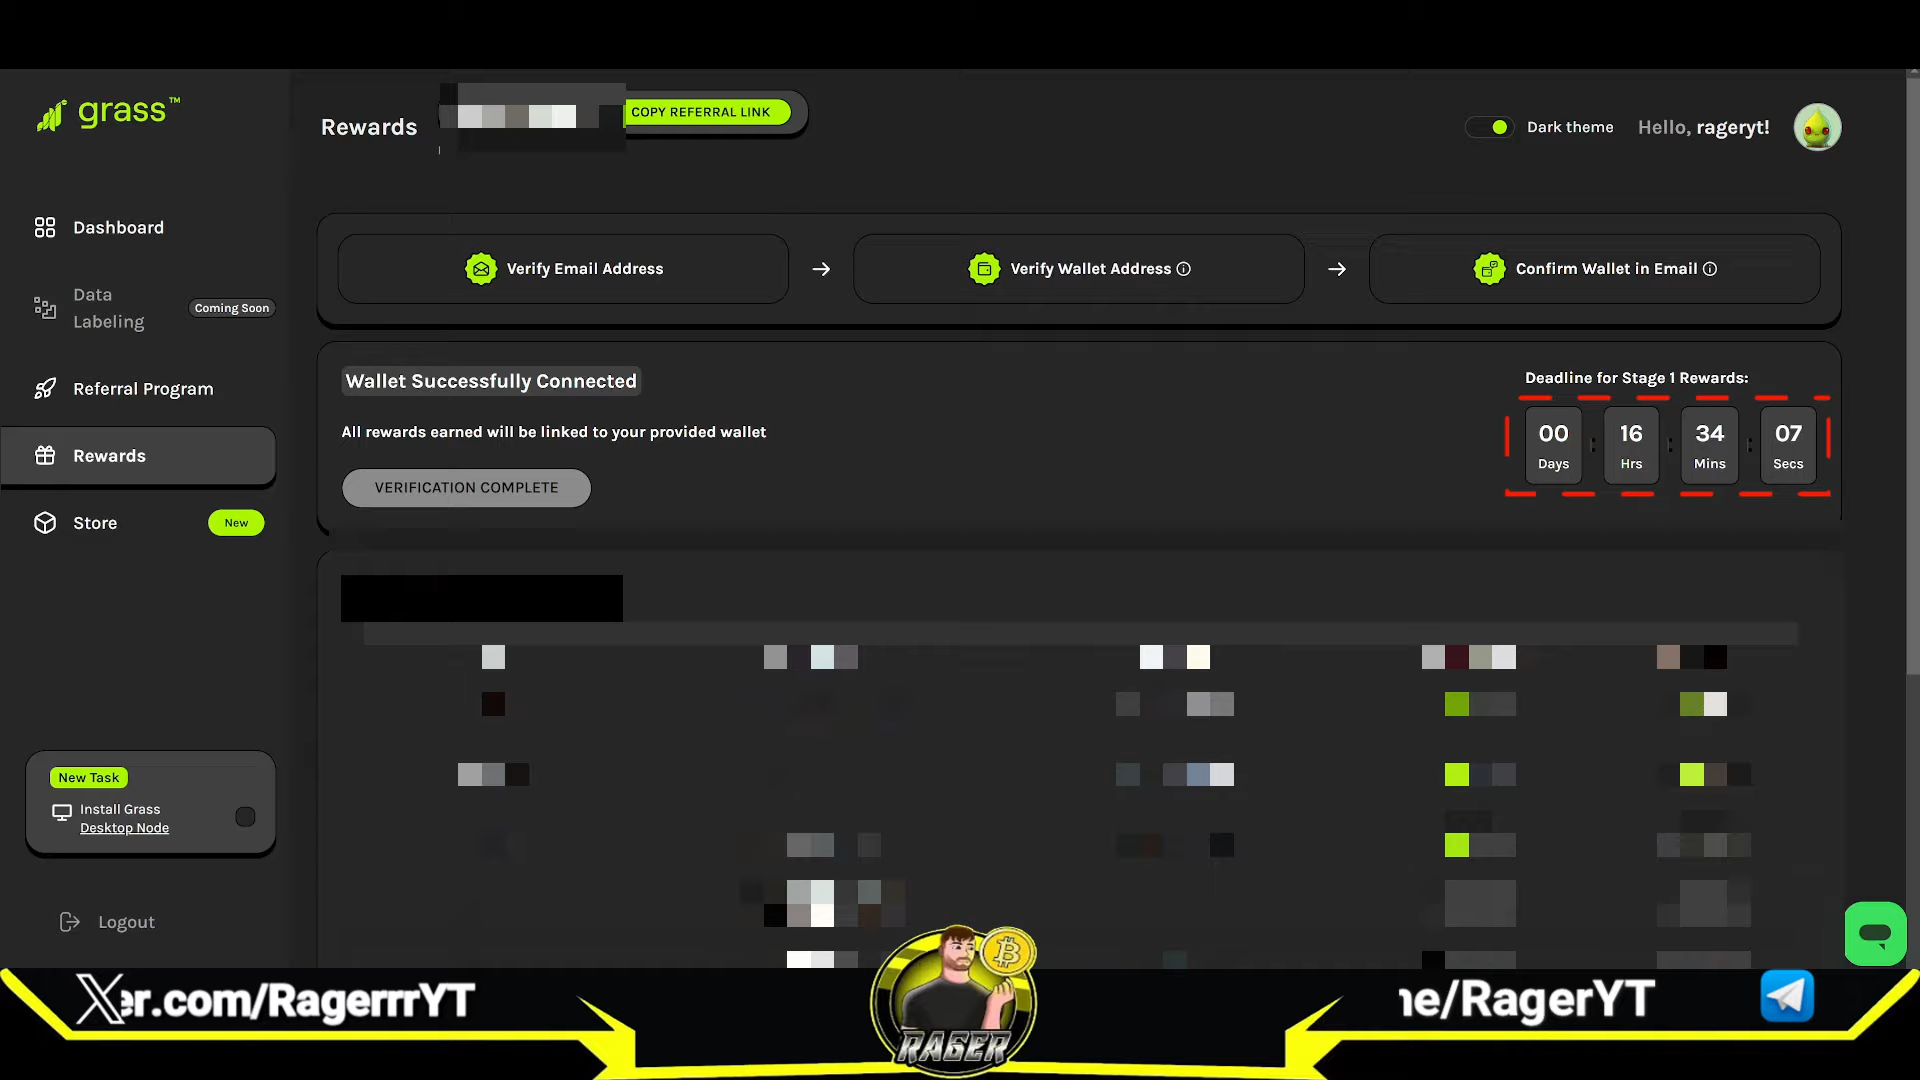 grass™
Rewards
COPY REFERRAL LINK
Dark theme
Hello, rageryt!
Dashboard
Data
Labeling
Coming Soon
Referral Program
Rewards
Store
New
Verify Email Address
Verify Wallet Address
Confirm Wallet in Email
Wallet Successfully Connected
All rewards earned will be linked to your provided wallet
VERIFICATION COMPLETE
Deadline for Stage 1 Rewards:
00 : 16 : 34 : 07
Days Hrs Mins Secs
New Task
Install Grass
Desktop Node
Logout
er.com/RagerrrYT
RAGER
ne/RagerYT